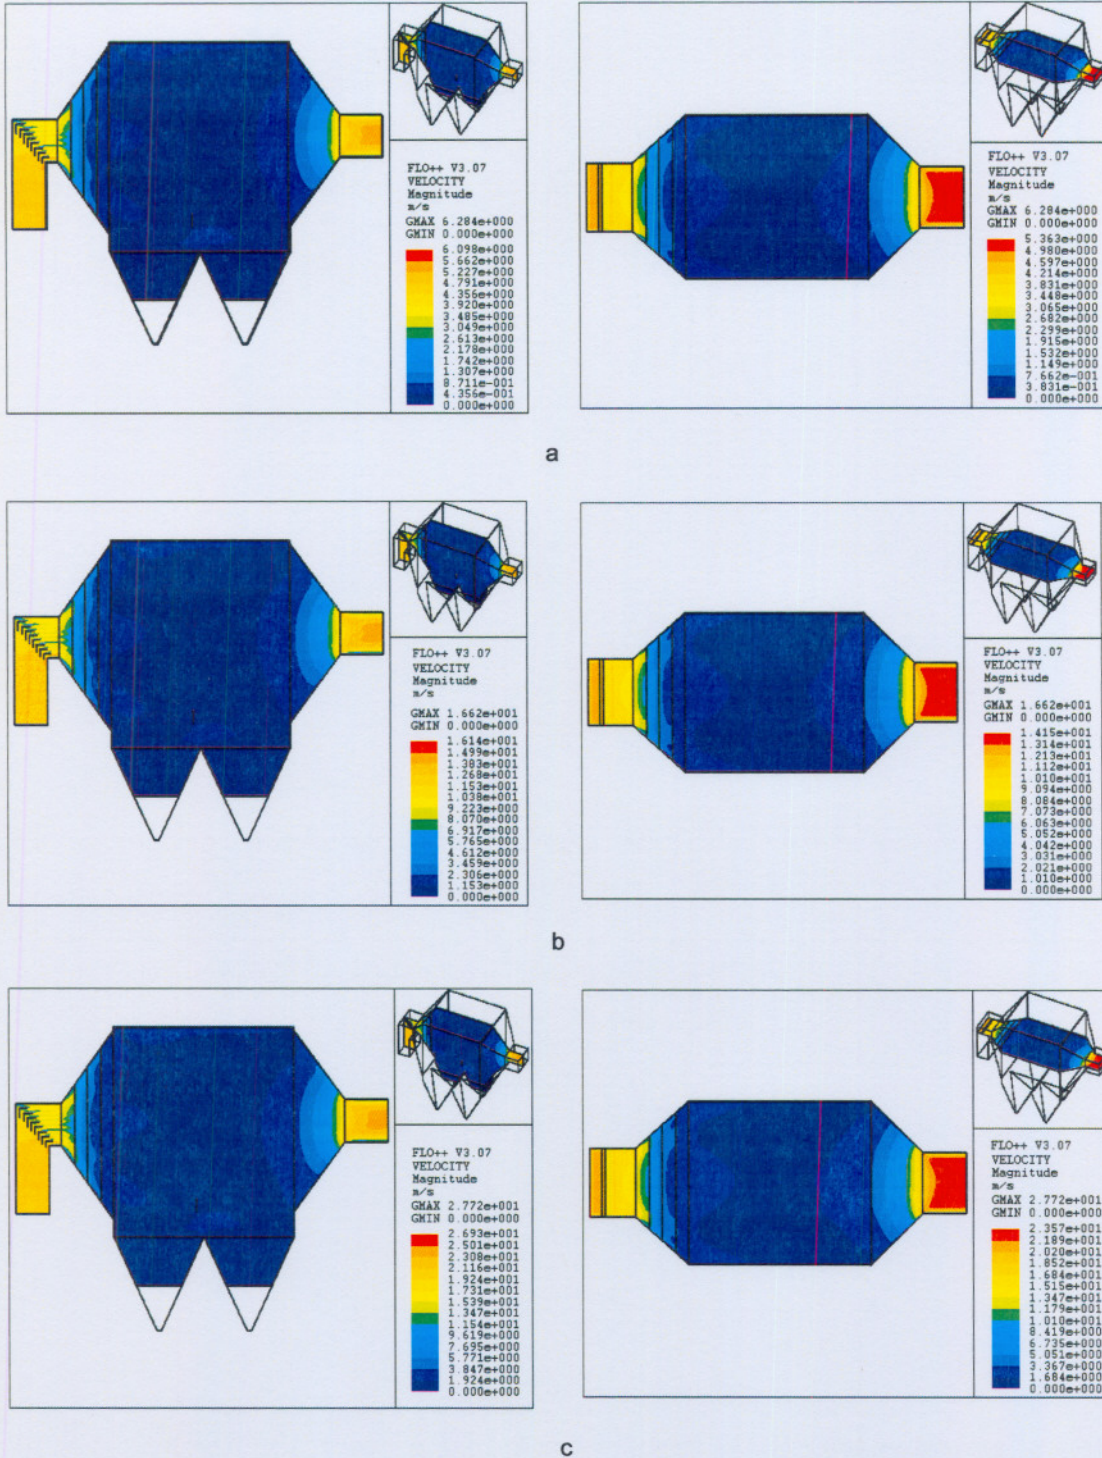 FLO++ V3.07
VELOCITY
Magnitude
m/s
GMAX 6.284e+000
GMIN 0.000e+000
6.098e+000
5.662e+000
5.227e+000
4.791e+000
4.356e+000
3.920e+000
3.485e+000
3.049e+000
2.613e+000
2.178e+000
1.742e+000
1.307e+000
8.711e-001
4.356e-001
0.000e+000
FLO++ V3.07
VELOCITY
Magnitude
m/s
GMAX 6.284e+000
GMIN 0.000e+000
5.363e+000
4.980e+000
4.597e+000
4.214e+000
3.831e+000
3.448e+000
3.065e+000
2.682e+000
2.299e+000
1.915e+000
1.532e+000
1.149e+000
7.662e-001
3.831e-001
0.000e+000
a
FLO++ V3.07
VELOCITY
Magnitude
m/s
GMAX 1.662e+001
GMIN 0.000e+000
1.614e+001
1.499e+001
1.383e+001
1.268e+001
1.153e+001
1.038e+001
9.223e+000
8.070e+000
6.917e+000
5.765e+000
4.612e+000
3.459e+000
2.306e+000
1.153e+000
0.000e+000
FLO++ V3.07
VELOCITY
Magnitude
m/s
GMAX 1.662e+001
GMIN 0.000e+000
1.415e+001
1.314e+001
1.213e+001
1.112e+001
1.010e+001
9.094e+000
8.084e+000
7.073e+000
6.063e+000
5.052e+000
4.042e+000
3.031e+000
2.021e+000
1.010e+000
0.000e+000
b
FLO++ V3.07
VELOCITY
Magnitude
m/s
GMAX 2.772e+001
GMIN 0.000e+000
2.693e+001
2.501e+001
2.308e+001
2.116e+001
1.924e+001
1.731e+001
1.539e+001
1.347e+001
1.154e+001
9.619e+000
7.695e+000
5.771e+000
3.847e+000
1.924e+000
0.000e+000
FLO++ V3.07
VELOCITY
Magnitude
m/s
GMAX 2.772e+001
GMIN 0.000e+000
2.357e+001
2.189e+001
2.020e+001
1.852e+001
1.684e+001
1.515e+001
1.347e+001
1.179e+001
1.010e+001
8.419e+000
6.735e+000
5.051e+000
3.367e+000
1.684e+000
0.000e+000
c